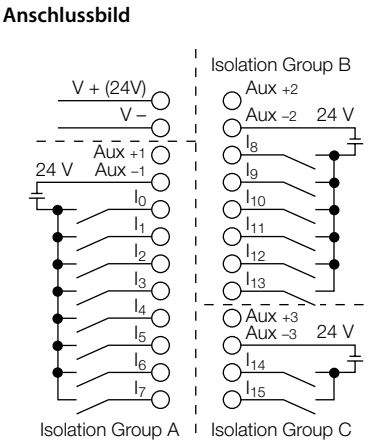 Anschlussbild
Isolation Group B
V + (24V)
V –
Aux +1
24 V Aux –1
I0
I1
I2
I3
I4
I5
I6
I7
Isolation Group A
Aux +2
Aux –2 24 V
I8
I9
I10
I11
I12
I13
Aux +3
Aux –3 24 V
I14
I15
Isolation Group C